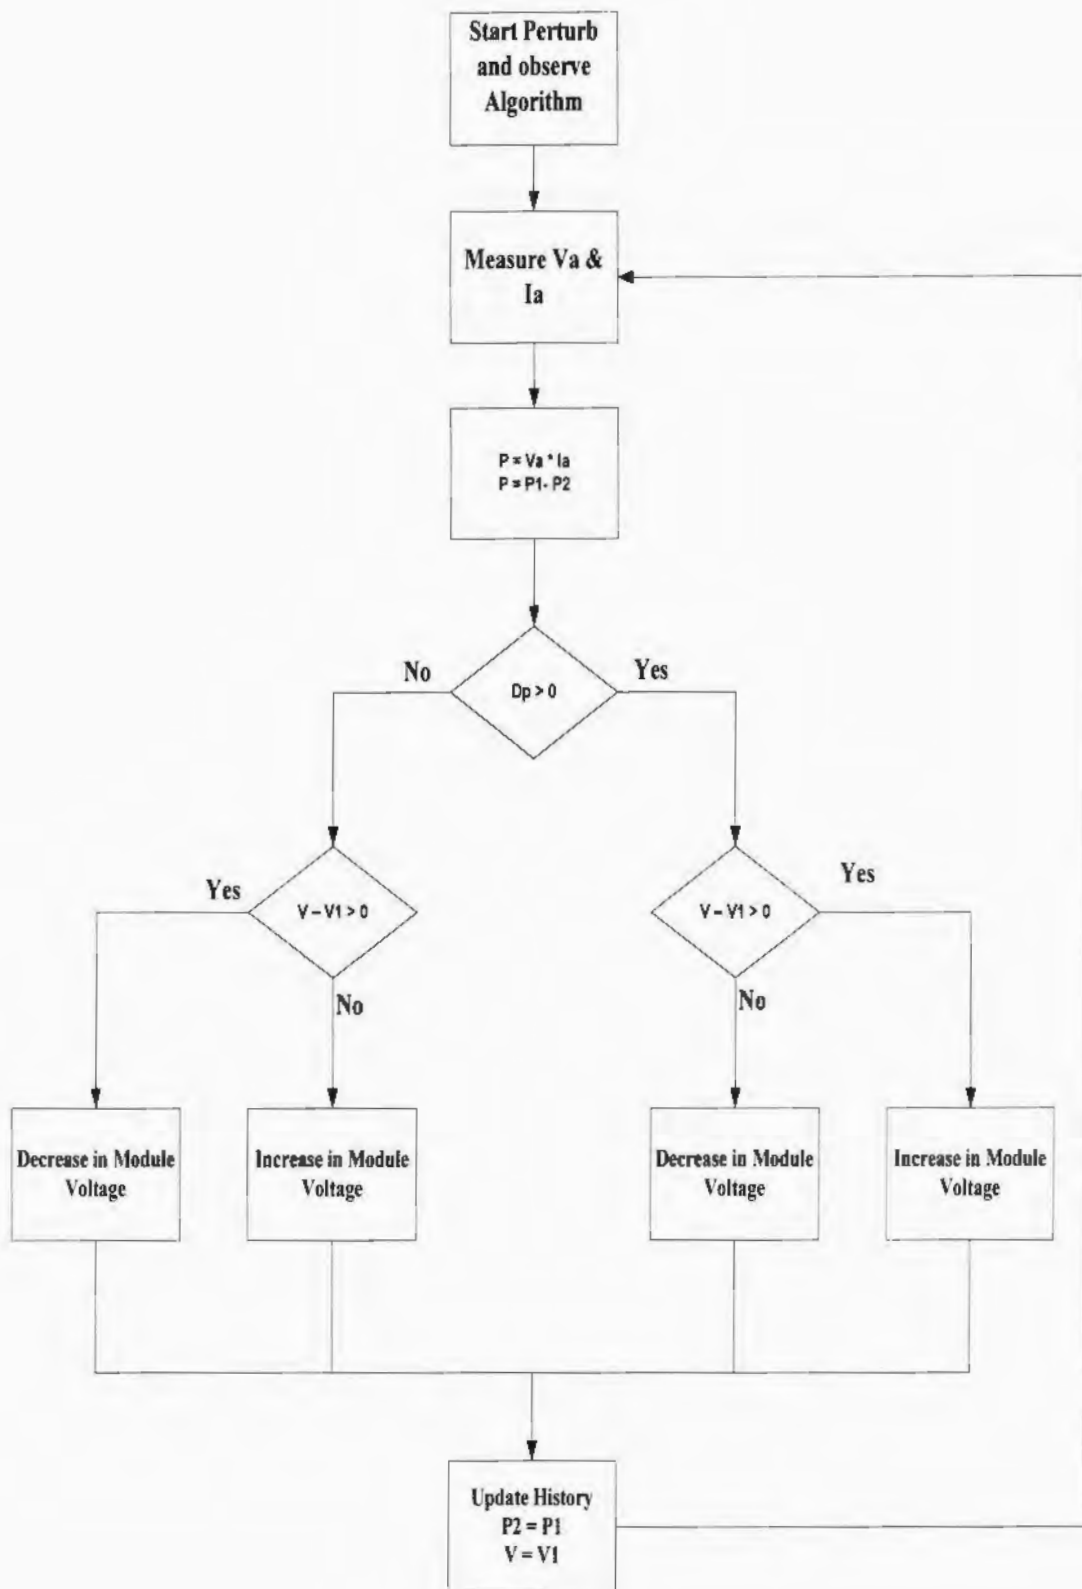 Start Perturb
and observe
Algorithm
Measure Va &
Ia
P = Va * Ia
P = P1- P2
No
Yes
Dp > 0
Yes
V – V1 > 0
No
V – V1 > 0
Yes
No
Decrease in Module
Voltage
Increase in Module
Voltage
Decrease in Module
Voltage
Increase in Module
Voltage
Update History
P2 = P1
V = V1